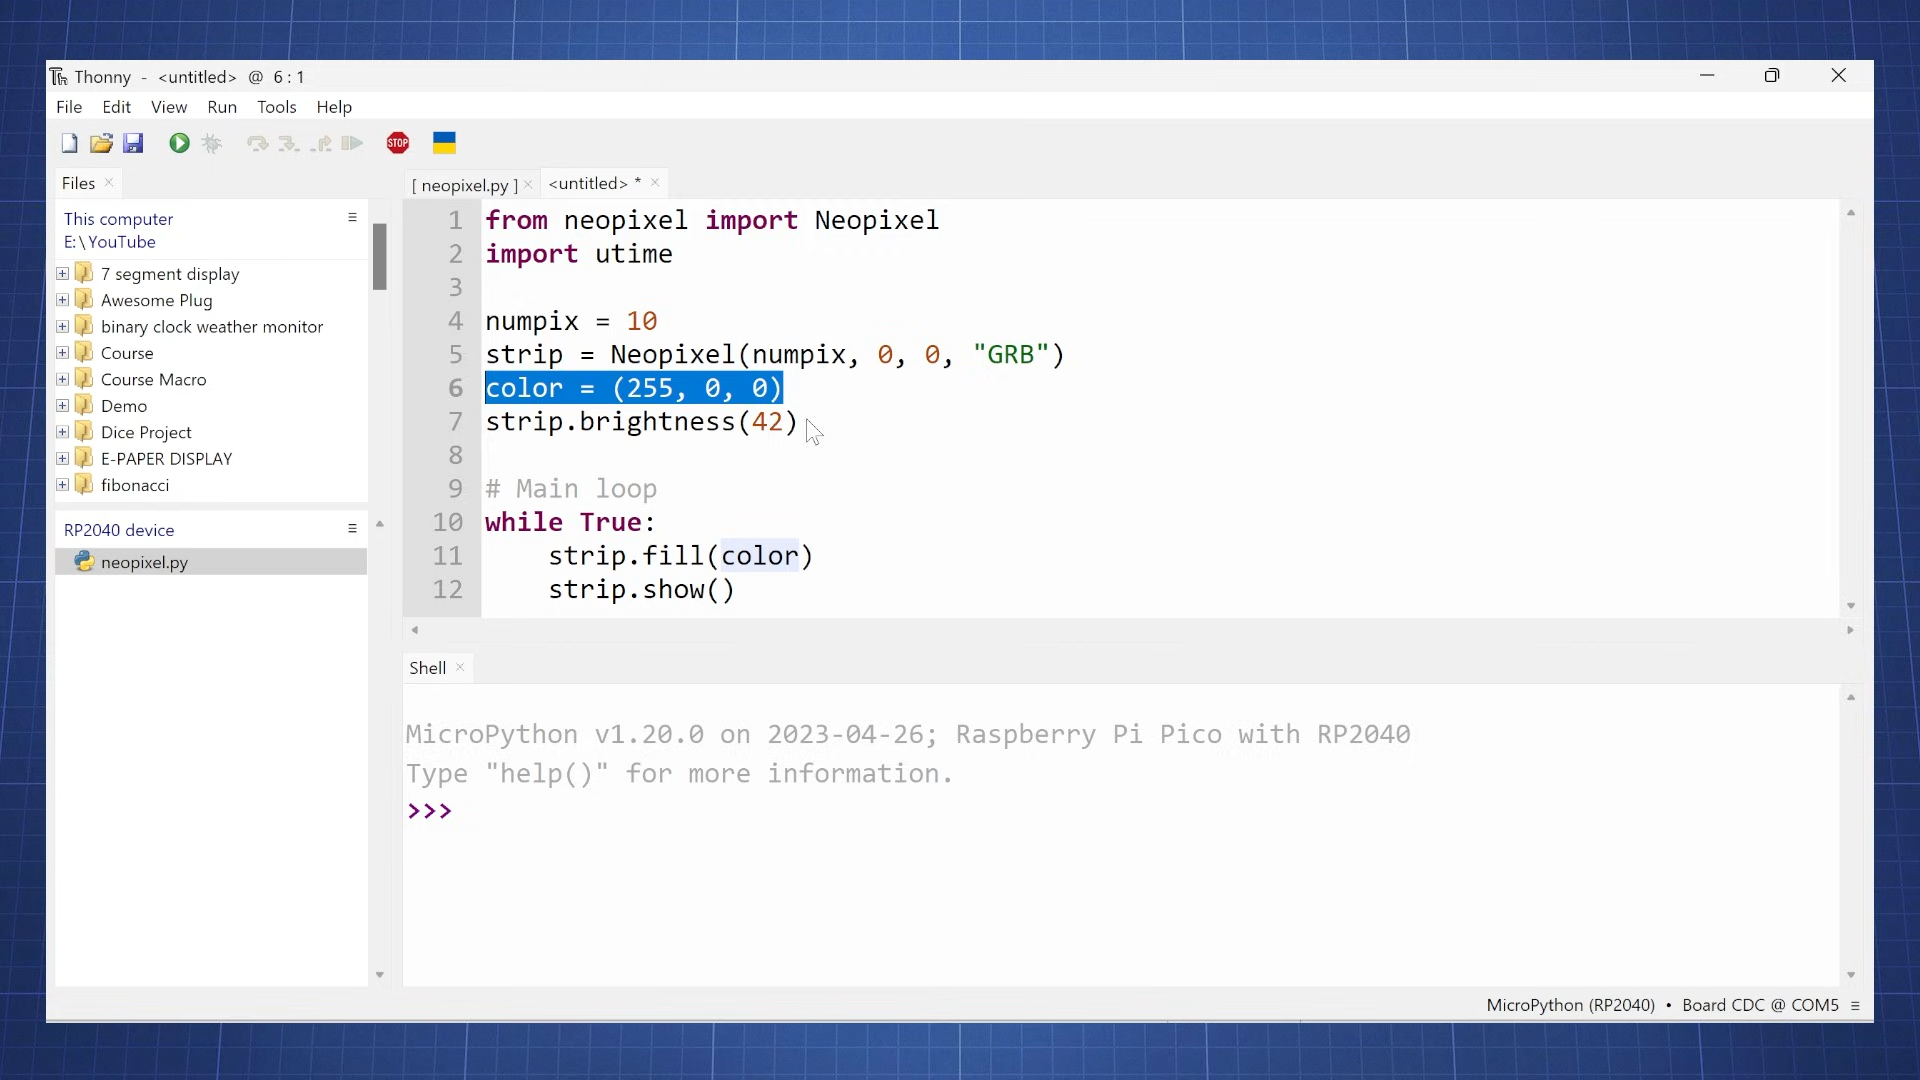 Thonny - <untitled> @ 6 : 1
File Edit View Run Tools Help
STOP
Files
This computer
E:\YouTube
7 segment display
Awesome Plug
binary clock weather monitor
Course
Course Macro
Demo
Dice Project
E-PAPER DISPLAY
fibonacci
RP2040 device
neopixel.py
[ neopixel.py ] <untitled> *
1 from neopixel import Neopixel
2 import utime
3
4 numpix = 10
5 strip = Neopixel(numpix, 0, 0, "GRB")
6 color = (255, 0, 0)
7 strip.brightness(42)
8
9 # Main loop
10 while True:
11     strip.fill(color)
12     strip.show()
Shell
MicroPython v1.20.0 on 2023-04-26; Raspberry Pi Pico with RP2040
Type "help()" for more information.
>>>
MicroPython (RP2040) • Board CDC @ COM5